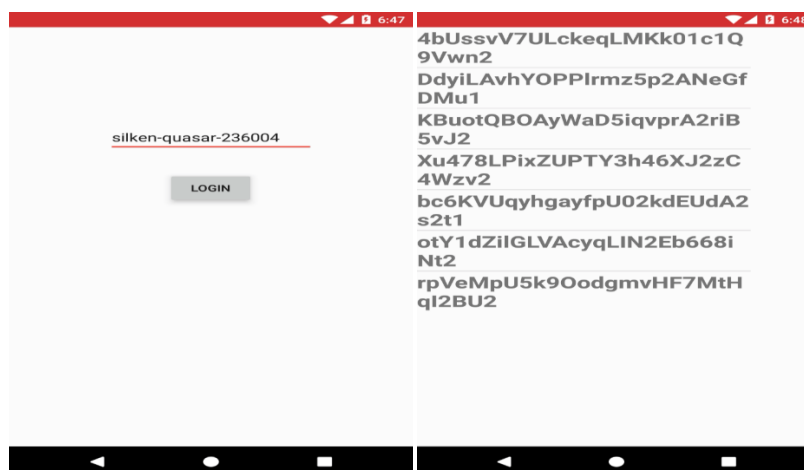 6:47
silken-quasar-236004
LOGIN
6:48
4bUssvV7ULckeqLMKk01c1Q
9Vwn2
DdyiLAvhYOPPlrmz5p2ANeGf
DMu1
KBuotQBOAyWaD5iqvprA2riB
5vJ2
Xu478LPixZUPTY3h46XJ2zC
4Wzv2
bc6KVUqyhgayfpU02kdEUdA2
s2t1
otY1dZilGLVAcyqLIN2Eb668i
Nt2
rpVeMpU5k9OodgmvHF7MtH
qI2BU2